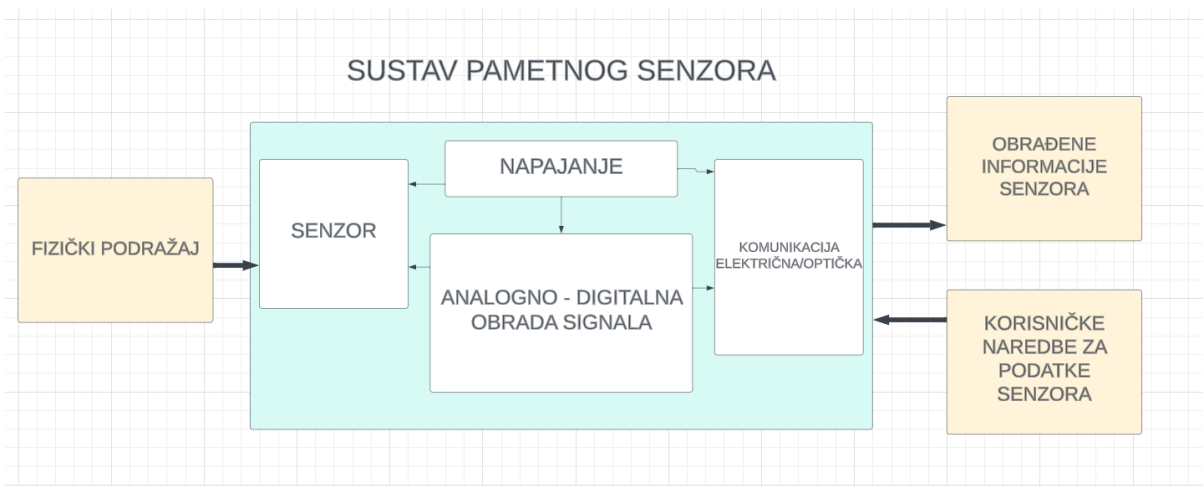 SUSTAV PAMETNOG SENZORA
FIZIČKI PODRAŽAJ
SENZOR
NAPAJANJE
ANALOGNO - DIGITALNA
OBRADA SIGNALA
KOMUNIKACIJA
ELEKTRIČNA/OPTIČKA
OBRAĐENE
INFORMACIJE
SENZORA
KORISNIČKE
NAREDBE ZA
PODATKE
SENZORA